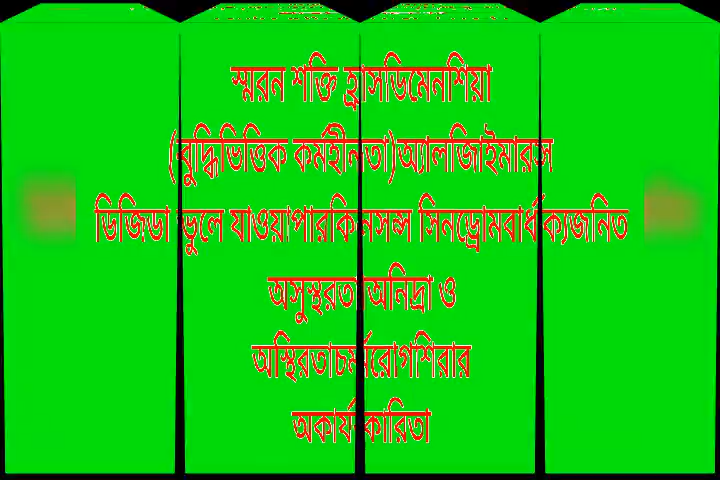 স্মরন শক্তি হ্রাসডিমেনশিয়া
(বুদ্ধিভিত্তিক কর্মহীনতা)অ্যালজিাইমারস
ডিজিডা ভুলে যাওয়াপারকিনসন্স সিনড্রোমবার্ধক্যজনিত
অসুস্থরতা অনিদ্রা ও
অস্থিরতাচর্মরোগশিরার
অকার্যকারিতা